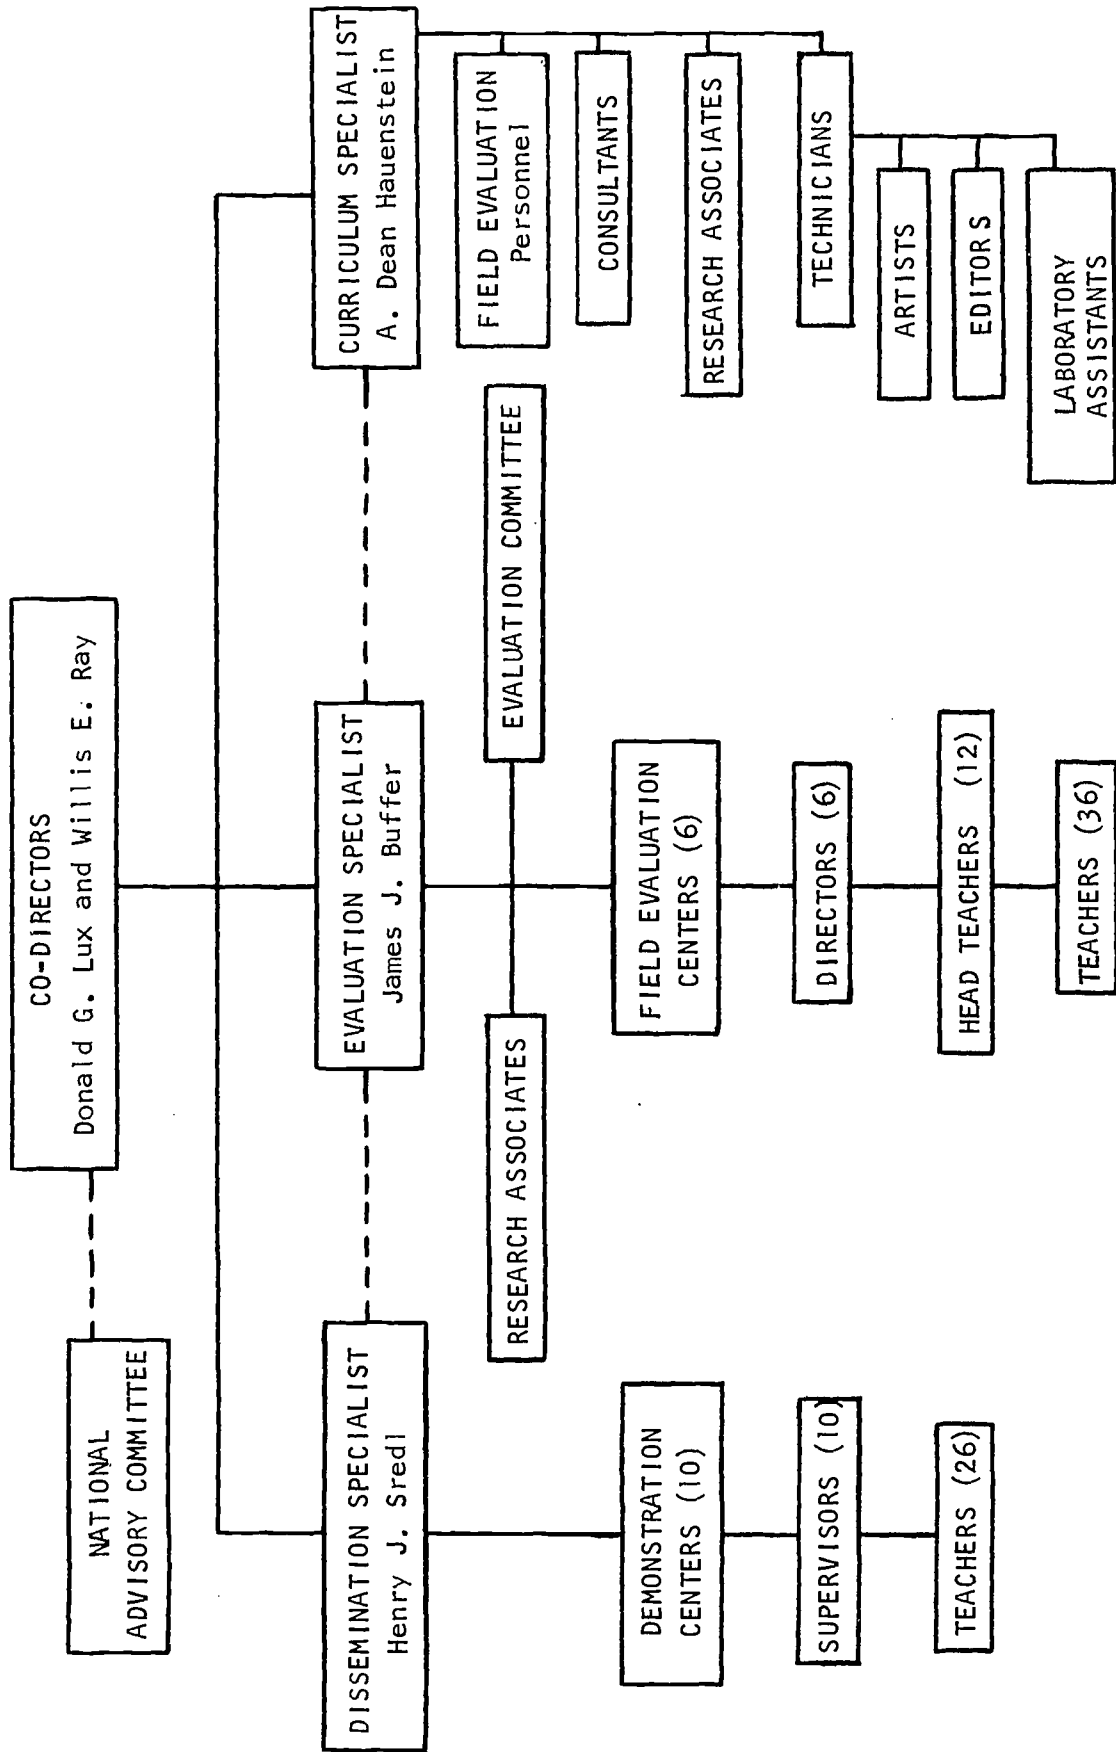 CO-DIRECTORS
Donald G. Lux and Willis E. Ray
NATIONAL
ADVISORY COMMITTEE
DISSEMINATION SPECIALIST
Henry J. Sredl
EVALUATION SPECIALIST
James J. Buffer
CURRICULUM SPECIALIST
A. Dean Hauenstein
DEMONSTRATION
CENTERS (10)
SUPERVISORS (10)
TEACHERS (26)
RESEARCH ASSOCIATES
EVALUATION COMMITTEE
FIELD EVALUATION
CENTERS (6)
DIRECTORS (6)
HEAD TEACHERS (12)
TEACHERS (36)
FIELD EVALUATION
Personnel
CONSULTANTS
RESEARCH ASSOCIATES
TECHNICIANS
ARTISTS
EDITORS
LABORATORY
ASSISTANTS